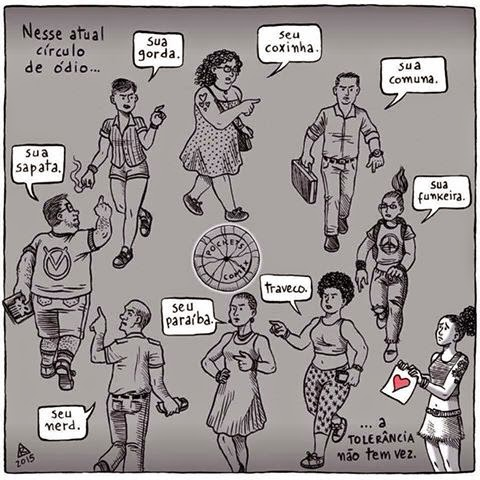 Nesse atual
círculo
de ódio...
sua
gorda.
seu
coxinha.
sua
comuna.
sua
funkeira.
traveco.
seu
paraíba.
seu
nerd.
sua
sapata.
POCKETS
COMIX
... a
TOLERÂNCIA
não tem vez.
2015